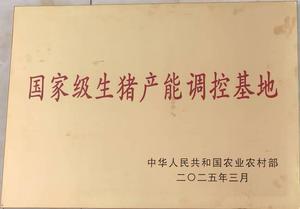 国家级生猪产能调控基地
中华人民共和国农业农村部
二〇二五年三月